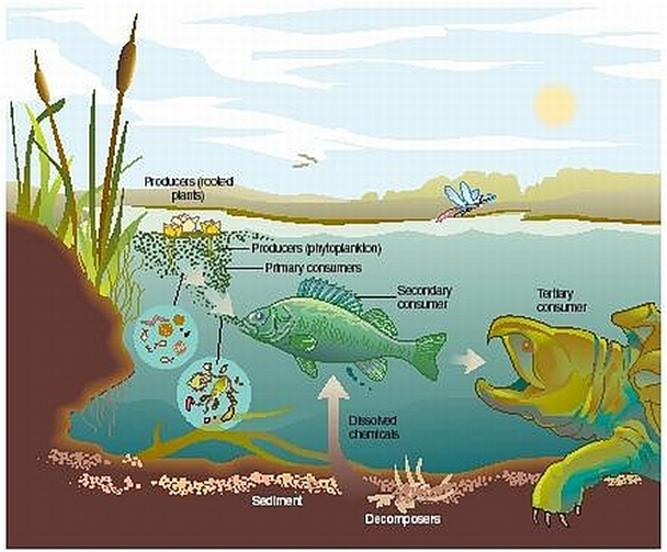 Producers (rooted
plants)
Producers (phytoplankton)
Primary consumers
Secondary
consumer
Tertiary
consumer
Dissolved
chemicals
Sediment
Decomposers